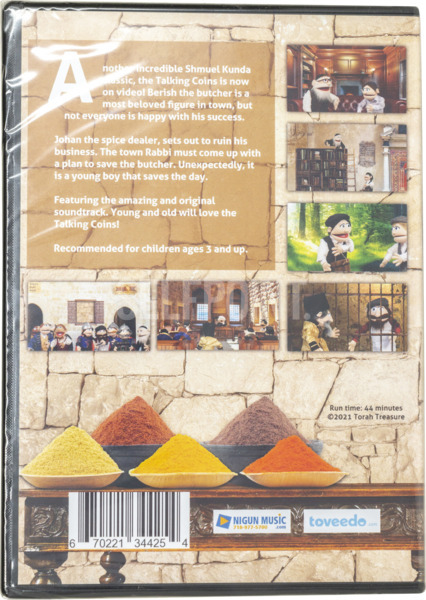 Another incredible Shmuel Kunda
classic, the Talking Coins is now
on video! Berish the butcher is a
most beloved figure in town, but
not everyone is happy with his success.
Johan the spice dealer, sets out to ruin his
business. The town Rabbi must come up with
a plan to save the butcher. Unexpectedly, it
is a young boy that saves the day.
Featuring the amazing and original
soundtrack. Young and old will love the
Talking Coins!
Recommended for children ages 3 and up.
Run time: 44 minutes
©2021 Torah Treasure
NIGUN MUSIC
.com
718-977-5700
toveedo.com
6 70221 34425 4